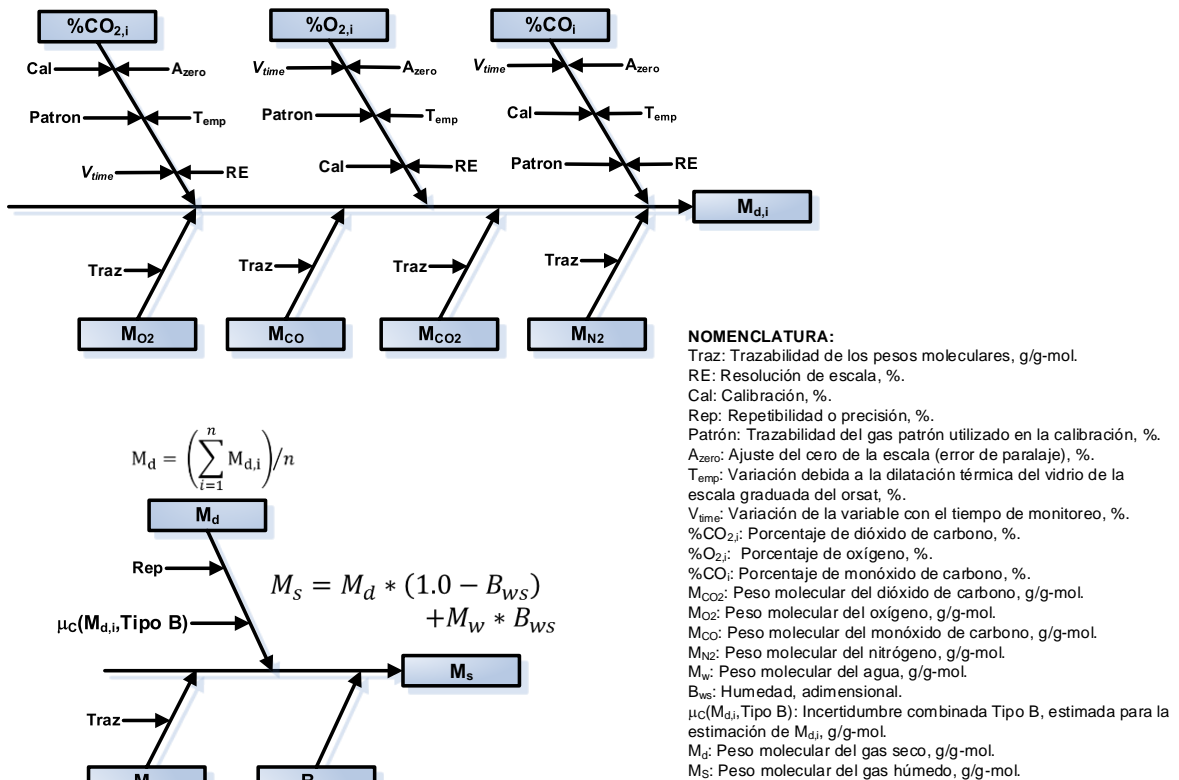 %CO2,i
%O2,i
%COi
Cal
Azero
Vtime
Azero
Vtime
Azero
Patron
Temp
Patron
Temp
Cal
Temp
Vtime
RE
Cal
RE
Patron
RE
Md,i
Traz
Traz
Traz
Traz
MO2
MCO
MCO2
MN2
NOMENCLATURA:
Traz: Trazabilidad de los pesos moleculares, g/g-mol.
RE: Resolución de escala, %.
Cal: Calibración, %.
Rep: Repetibilidad o precisión, %.
Patrón: Trazabilidad del gas patrón utilizado en la calibración, %.
Azero: Ajuste del cero de la escala (error de paralaje), %.
Temp: Variación debida a la dilatación térmica del vidrio de la
escala graduada del orsat, %.
Vtime: Variación de la variable con el tiempo de monitoreo, %.
%CO2,i: Porcentaje de dióxido de carbono, %.
%O2,i: Porcentaje de oxígeno, %.
%COi: Porcentaje de monóxido de carbono, %.
MCO2: Peso molecular del dióxido de carbono, g/g-mol.
MO2: Peso molecular del oxígeno, g/g-mol.
MCO: Peso molecular del monóxido de carbono, g/g-mol.
MN2: Peso molecular del nitrógeno, g/g-mol.
Mw: Peso molecular del agua, g/g-mol.
Bws: Humedad, adimensional.
μC(Md,i,Tipo B): Incertidumbre combinada Tipo B, estimada para la
estimación de Md,i, g/g-mol.
Md: Peso molecular del gas seco, g/g-mol.
MS: Peso molecular del gas húmedo, g/g-mol.
Md = (∑i=1n Md,i)/n
Md
Rep
Ms = Md * (1.0 − Bws)
+Mw * Bws
μC(Md,i,Tipo B)
Ms
Traz